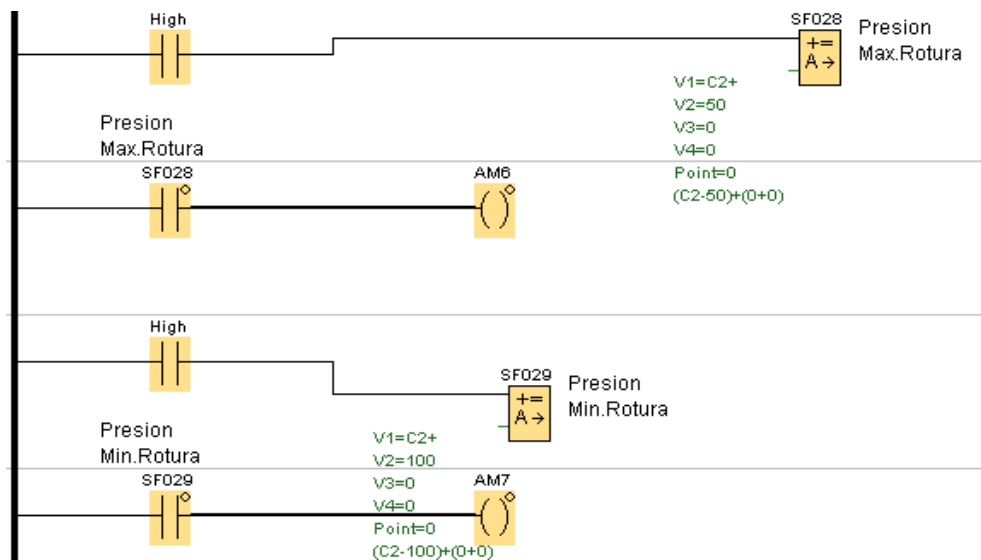 High
SF028
+=
A→
Presion
Max.Rotura
V1=C2+
V2=50
V3=0
V4=0
Point=0
(C2-50)+(0+0)
Presion
Max.Rotura
SF028
AM6
High
SF029
+=
A→
Presion
Min.Rotura
V1=C2+
V2=100
V3=0
V4=0
Point=0
(C2-100)+(0+0)
Presion
Min.Rotura
SF029
AM7